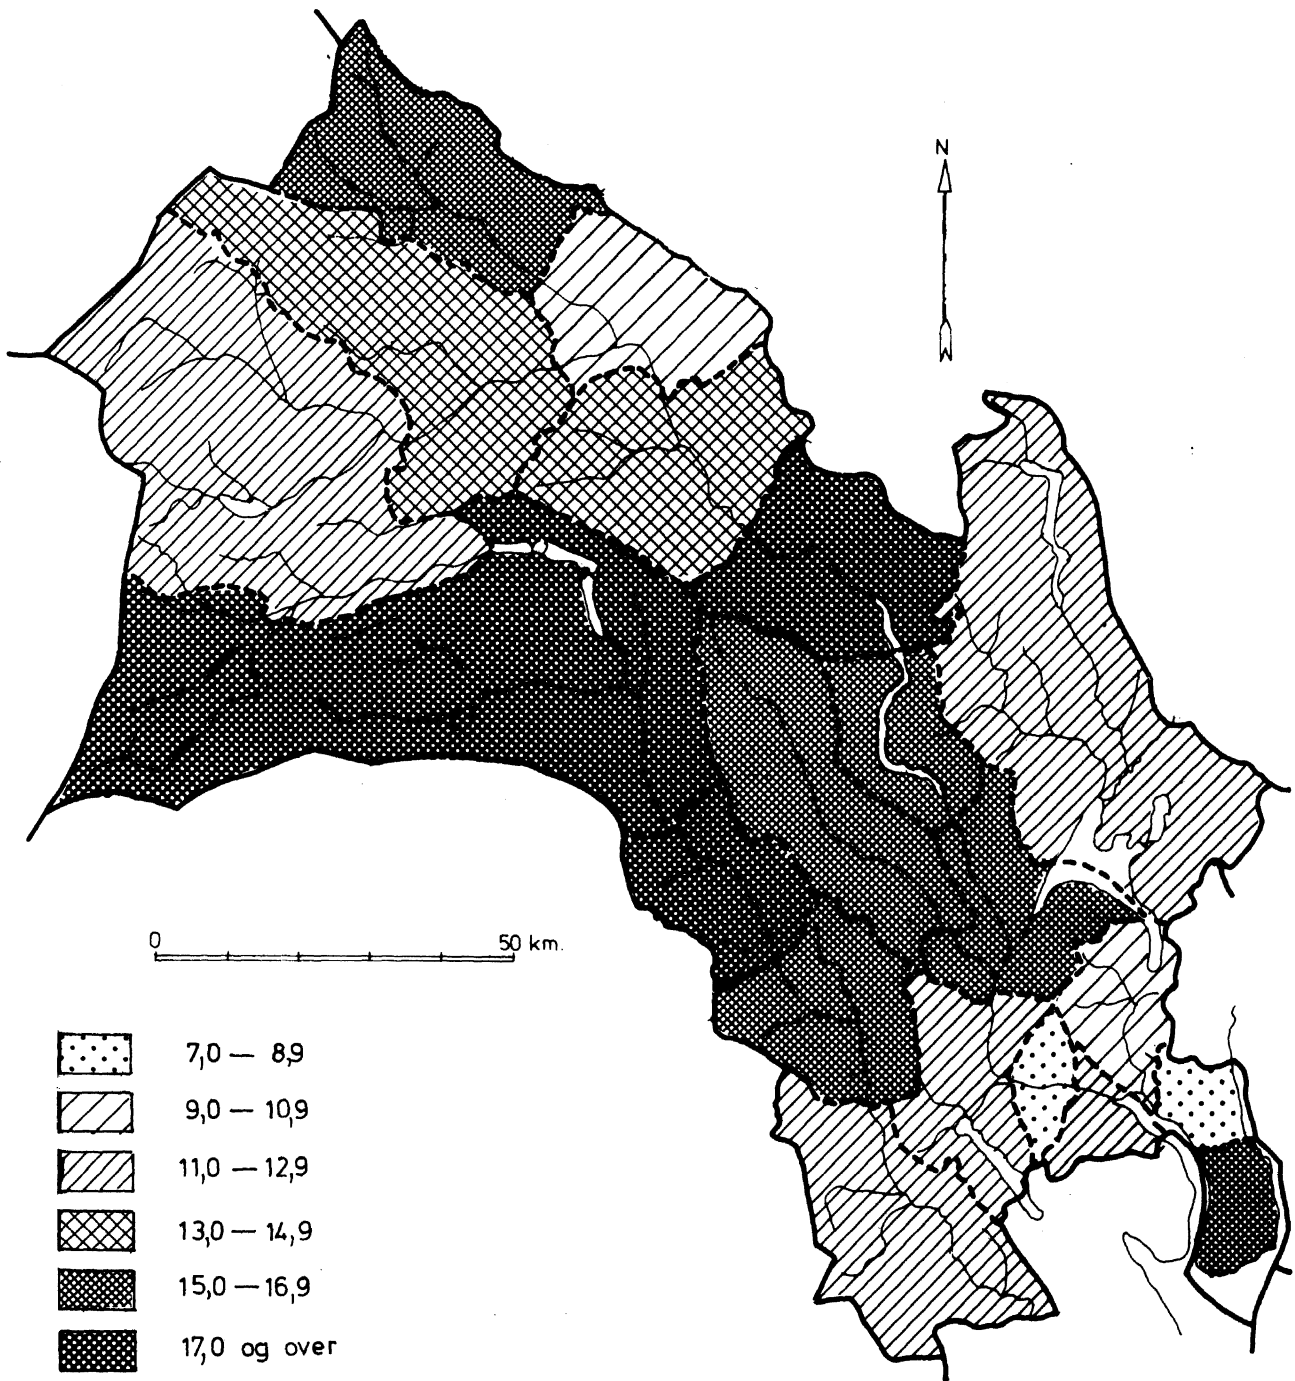 N
0 50 km.
7,0 — 8,9
9,0 — 10,9
11,0 — 12,9
13,0 — 14,9
15,0 — 16,9
17,0 og over